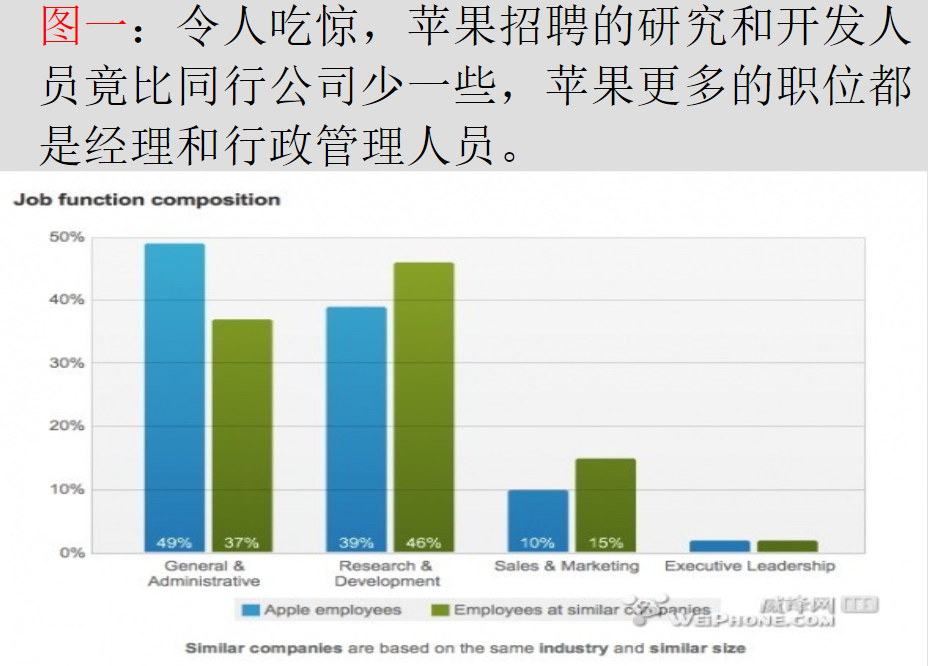 图一：令人吃惊，苹果招聘的研究和开发人
员竟比同行公司少一些，苹果更多的职位都
是经理和行政管理人员。
Job function composition
50%
40%
30%
20%
10%
0%
49% 37% 39% 46% 10% 15%
General & Administrative
Research & Development
Sales & Marketing
Executive Leadership
Apple employees Employees at similar companies
威锋网
WEIPHONE.COM
Similar companies are based on the same industry and similar size